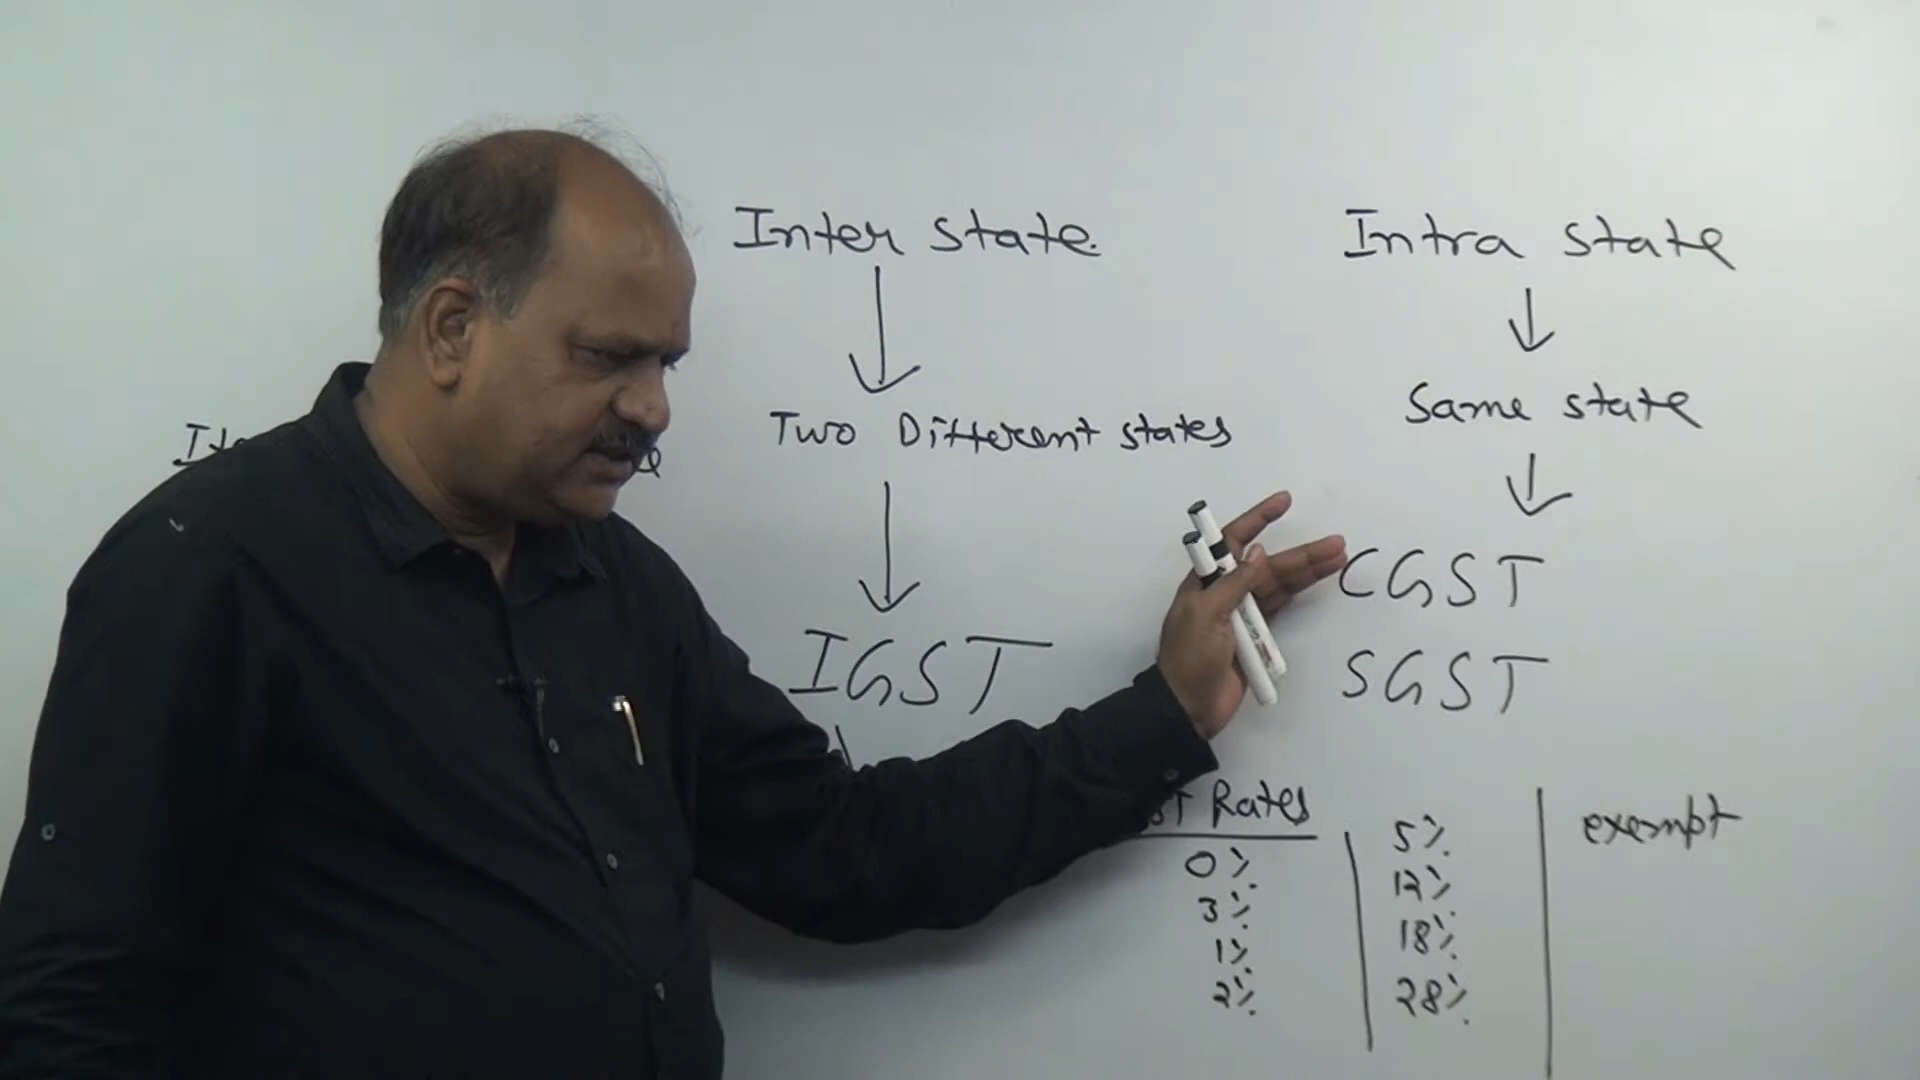 Inter state.
Two Different states
IGST
Intra state
Same state
CGST
SGST
Rates
0%
3%
1%
2%
5%
12%
18%
28%
exempt